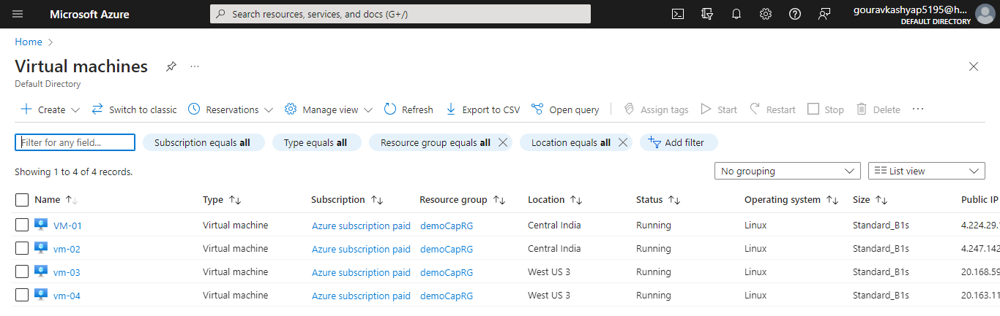 Microsoft Azure Search resources, services, and docs (G+/) gouravkashyap5195@h...
DEFAULT DIRECTORY
Home
Virtual machines ...
Default Directory
Create Switch to classic Reservations Manage view Refresh Export to CSV Open query Assign tags Start Restart Stop Delete ...
Filter for any field... Subscription equals all Type equals all Resource group equals all Location equals all Add filter
Showing 1 to 4 of 4 records. No grouping List view
Name Type Subscription Resource group Location Status Operating system Size Public IP
VM-01 Virtual machine Azure subscription paid demoCapRG Central India Running Linux Standard_B1s 4.224.29.
vm-02 Virtual machine Azure subscription paid demoCapRG Central India Running Linux Standard_B1s 4.247.142
vm-03 Virtual machine Azure subscription paid demoCapRG West US 3 Running Linux Standard_B1s 20.168.59
vm-04 Virtual machine Azure subscription paid demoCapRG West US 3 Running Linux Standard_B1s 20.163.11